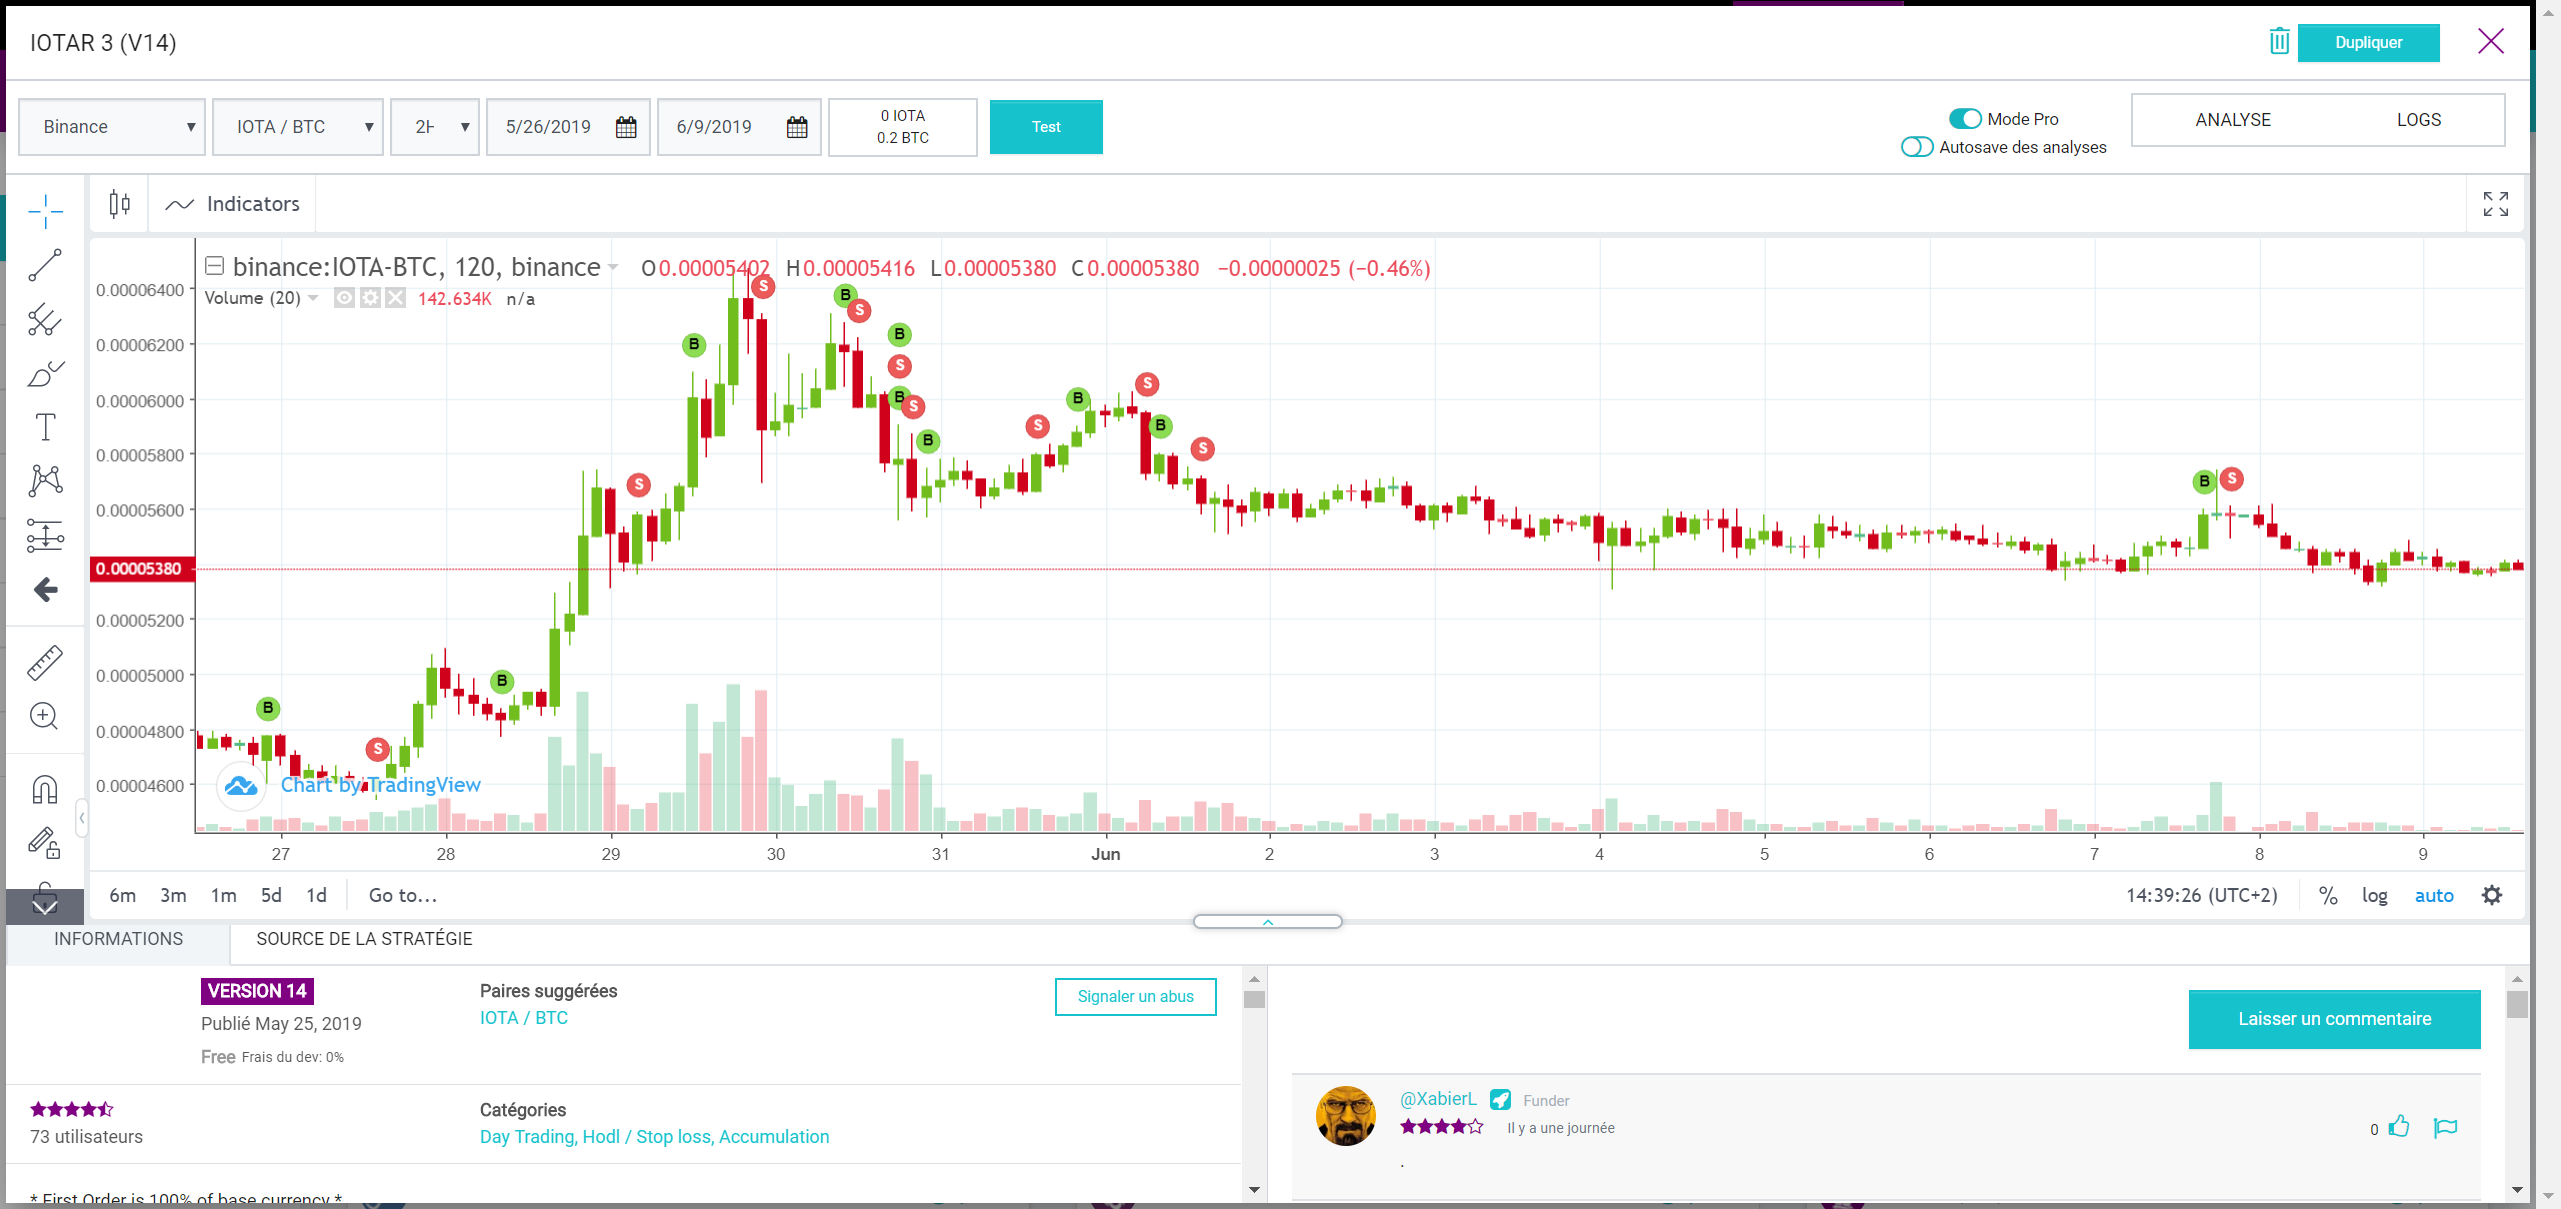 IOTAR 3 (V14)
Dupliquer
Binance
IOTA / BTC
5/26/2019
6/9/2019
0 IOTA
0.2 BTC
Test
Mode Pro
Autosave des analyses
ANALYSE
LOGS
Indicators
binance:IOTA-BTC, 120, binance O0.00005402 H0.00005416 L0.00005380 C0.00005380 −0.00000025 (−0.46%)
Volume (20) 142.634K n/a
0.00006400
0.00006200
0.00006000
0.00005800
0.00005600
0.00005380
0.00005200
0.00005000
0.00004800
0.00004600
S
B
S
B
B
S
B
S
B
S
B
S
B
S
B
S
B
S
B
B
S
Chart by TradingView
27 28 29 30 31 Jun 2 3 4 5 6 7 8 9
6m 3m 1m 5d 1d Go to...
14:39:26 (UTC+2) % log auto
INFORMATIONS
SOURCE DE LA STRATÉGIE
VERSION 14
Publié May 25, 2019
Free Frais du dev: 0%
Paires suggérées
IOTA / BTC
Signaler un abus
73 utilisateurs
Catégories
Day Trading, Hodl / Stop loss, Accumulation
* First Order is 100% of base currency *
Laisser un commentaire
@XabierL Funder
Il y a une journée
0
.